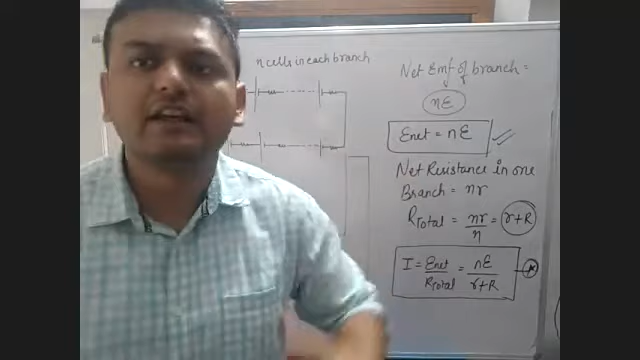 n cells in each branch
Net Emf of branch =
nE
Enet = nE
Net Resistance in one
Branch = nr
RTotal = nr/n = r+R
I = Enet/RTotal = nE/r+R